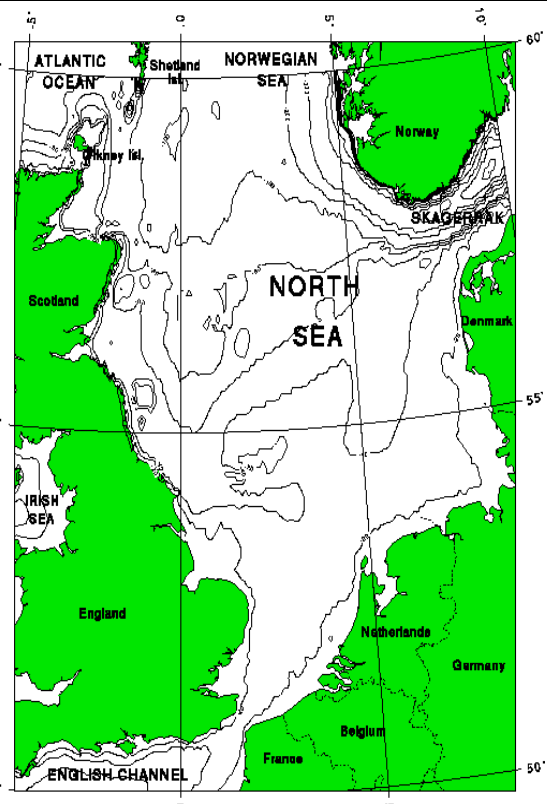 -5°
0°
5°
10°
60°
ATLANTIC
OCEAN
Shetland
Isl.
NORWEGIAN
SEA
Norway
Orkney Isl.
SKAGERRAK
NORTH
SEA
Scotland
Denmark
55°
IRISH
SEA
England
Netherlands
Germany
Belgium
France
ENGLISH CHANNEL
50°